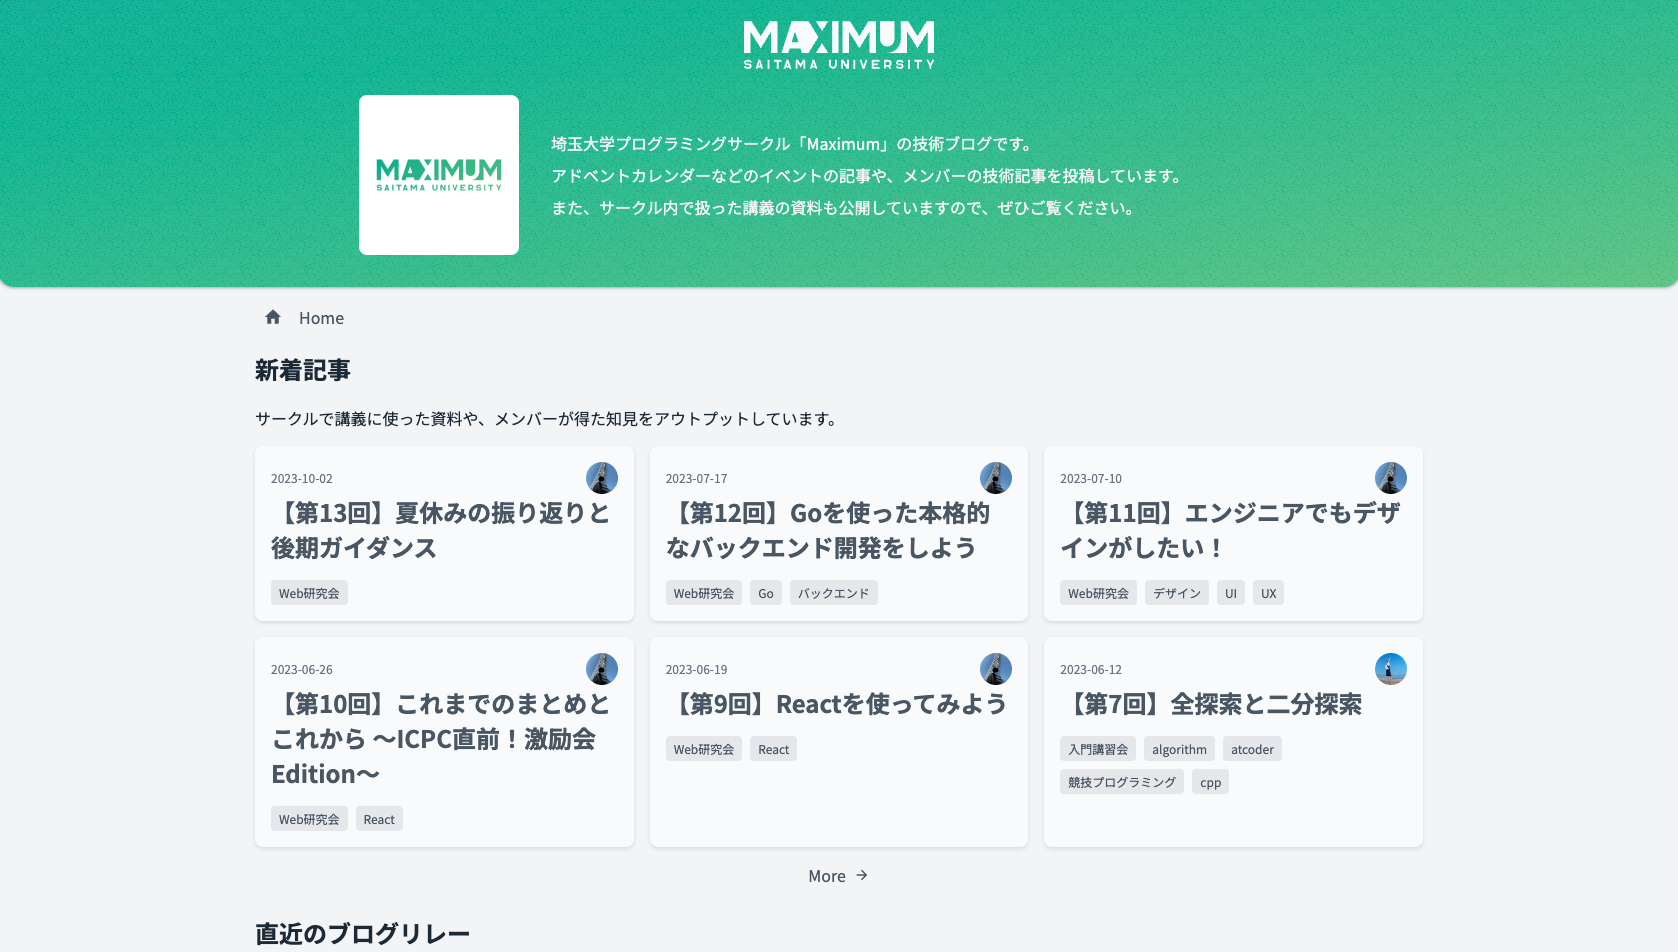 MAXIMUM
SAITAMA UNIVERSITY
MAXIMUM
SAITAMA UNIVERSITY
埼玉大学プログラミングサークル「Maximum」の技術ブログです。
アドベントカレンダーなどのイベントの記事や、メンバーの技術記事を投稿しています。
また、サークル内で扱った講義の資料も公開していますので、ぜひご覧ください。
Home
新着記事
サークルで講義に使った資料や、メンバーが得た知見をアウトプットしています。
2023-10-02
【第13回】夏休みの振り返りと
後期ガイダンス
Web研究会
2023-07-17
【第12回】Goを使った本格的
なバックエンド開発をしよう
Web研究会 Go バックエンド
2023-07-10
【第11回】エンジニアでもデザ
インがしたい！
Web研究会 デザイン UI UX
2023-06-26
【第10回】これまでのまとめと
これから 〜ICPC直前！激励会
Edition〜
Web研究会 React
2023-06-19
【第9回】Reactを使ってみよう
Web研究会 React
2023-06-12
【第7回】全探索と二分探索
入門講習会 algorithm atcoder
競技プログラミング cpp
More →
直近のブログリレー